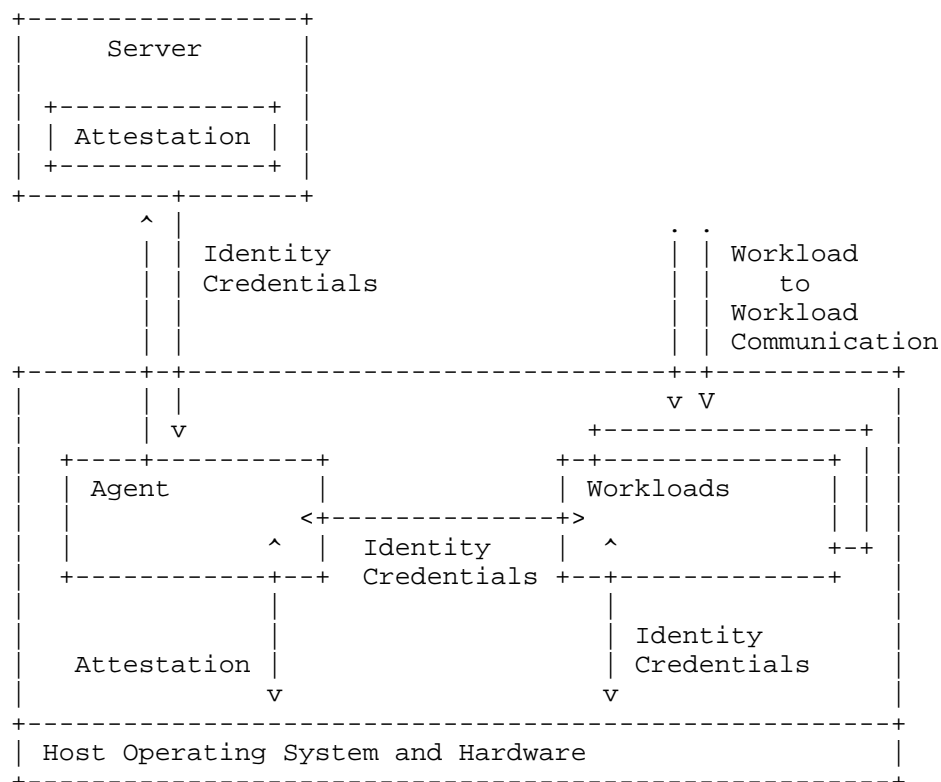 Server
Attestation
Identity
Credentials
Workload
to
Workload
Communication
Agent
Workloads
Identity
Credentials
Attestation
Identity
Credentials
Host Operating System and Hardware